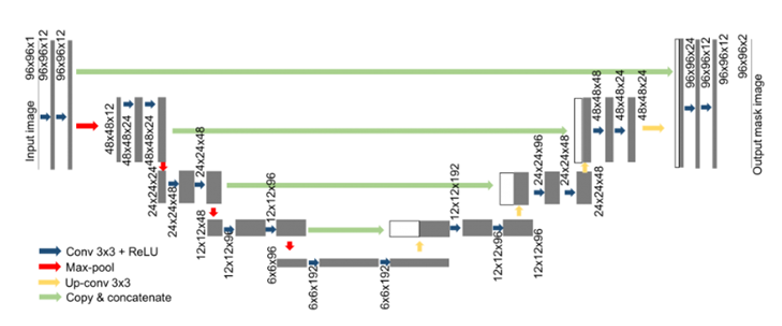 Input image
96x96x1
96x96x12
96x96x12
48x48x12
48x48x24
48x48x24
24x24x24
24x24x48
24x24x48
12x12x48
12x12x96
12x12x96
6x6x96
6x6x192
6x6x192
12x12x192
12x12x96
12x12x96
24x24x96
24x24x48
24x24x48
48x48x48
48x48x24
48x48x24
96x96x24
96x96x12
96x96x12
96x96x2
Output mask image
Conv 3x3 + ReLU
Max-pool
Up-conv 3x3
Copy & concatenate